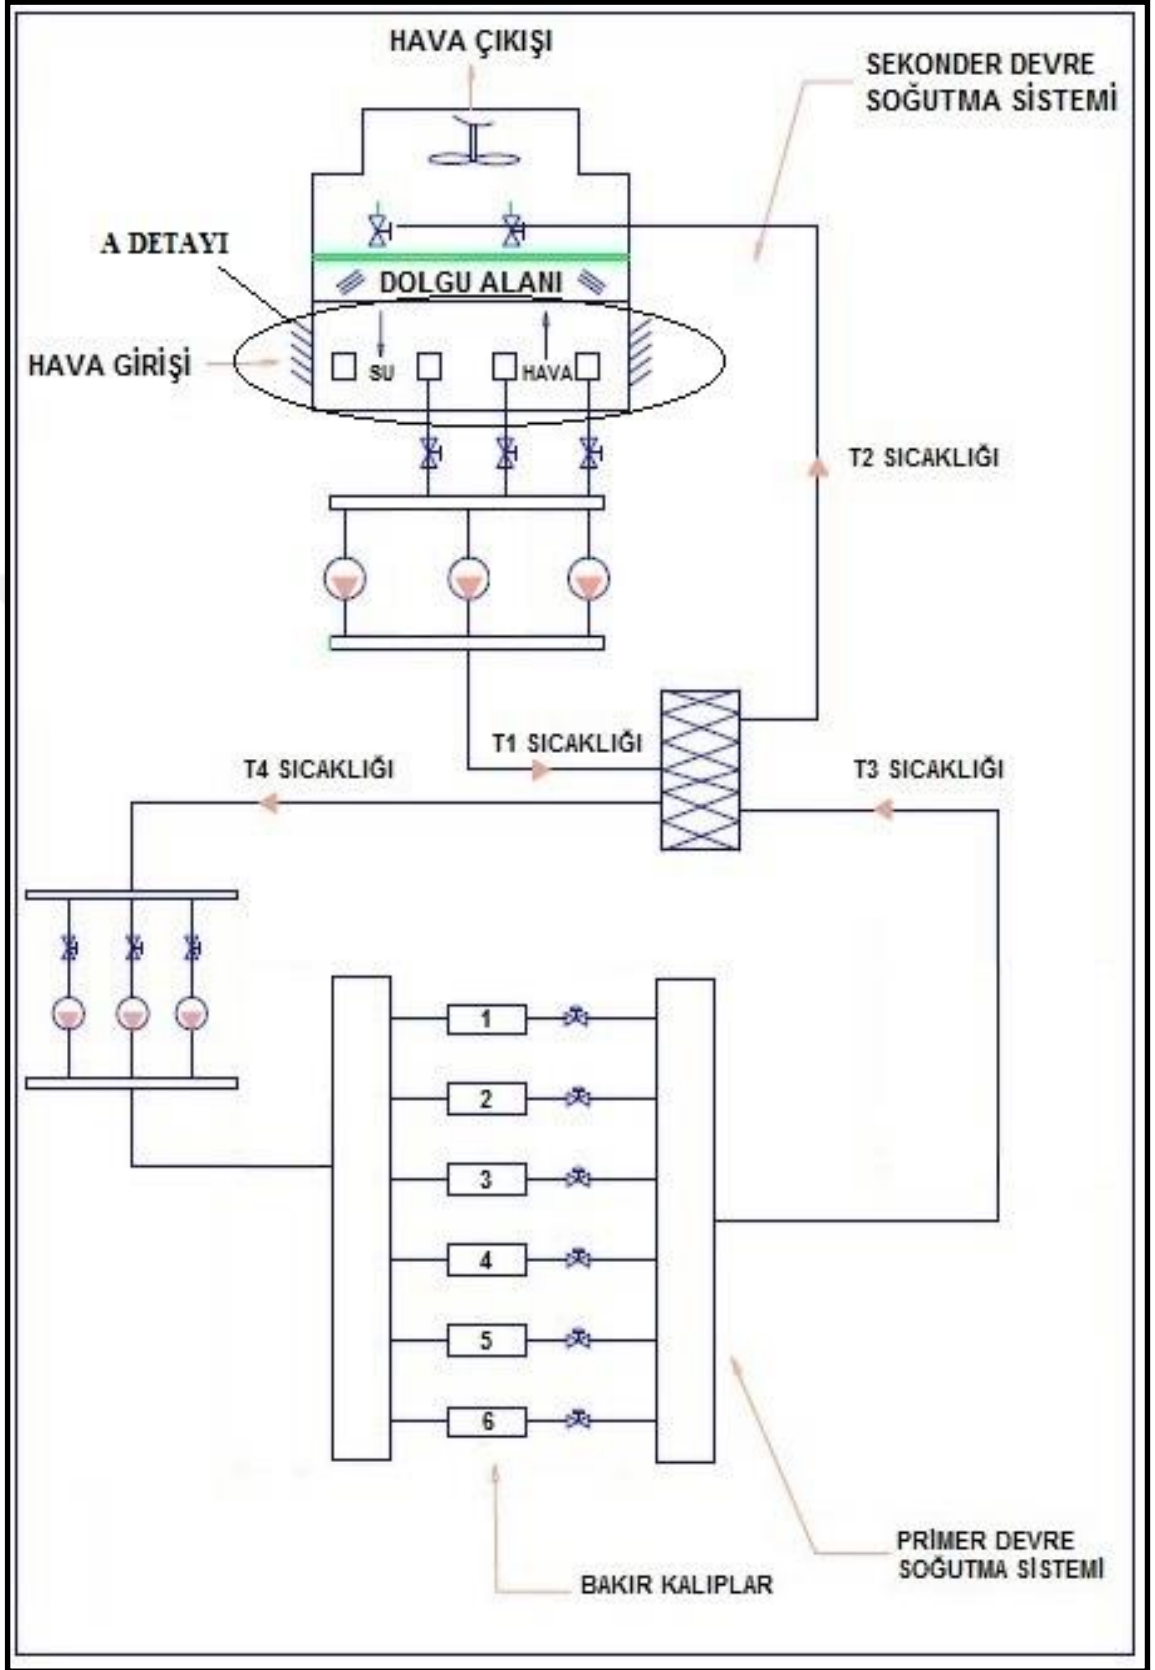 HAVA ÇIKIŞI
SEKONDER DEVRE
SOĞUTMA SİSTEMİ
A DETAYI
DOLGU ALANI
HAVA GİRİŞİ
SU
HAVA
T2 SICAKLIĞI
T1 SICAKLIĞI
T4 SICAKLIĞI
T3 SICAKLIĞI
1
2
3
4
5
6
PRİMER DEVRE
SOĞUTMA SİSTEMİ
BAKIR KALIPLAR